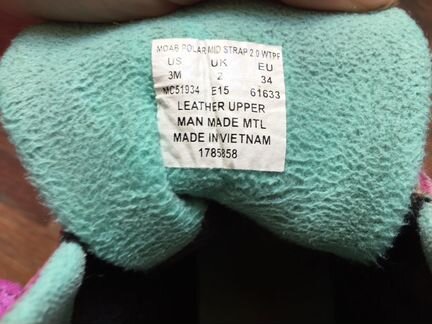 MOAB POLAR MID STRAP 2.0 WTPF
US UK EU
3M 2 34
MC51934 E15 61633
LEATHER UPPER
MAN MADE MTL
MADE IN VIETNAM
1785858